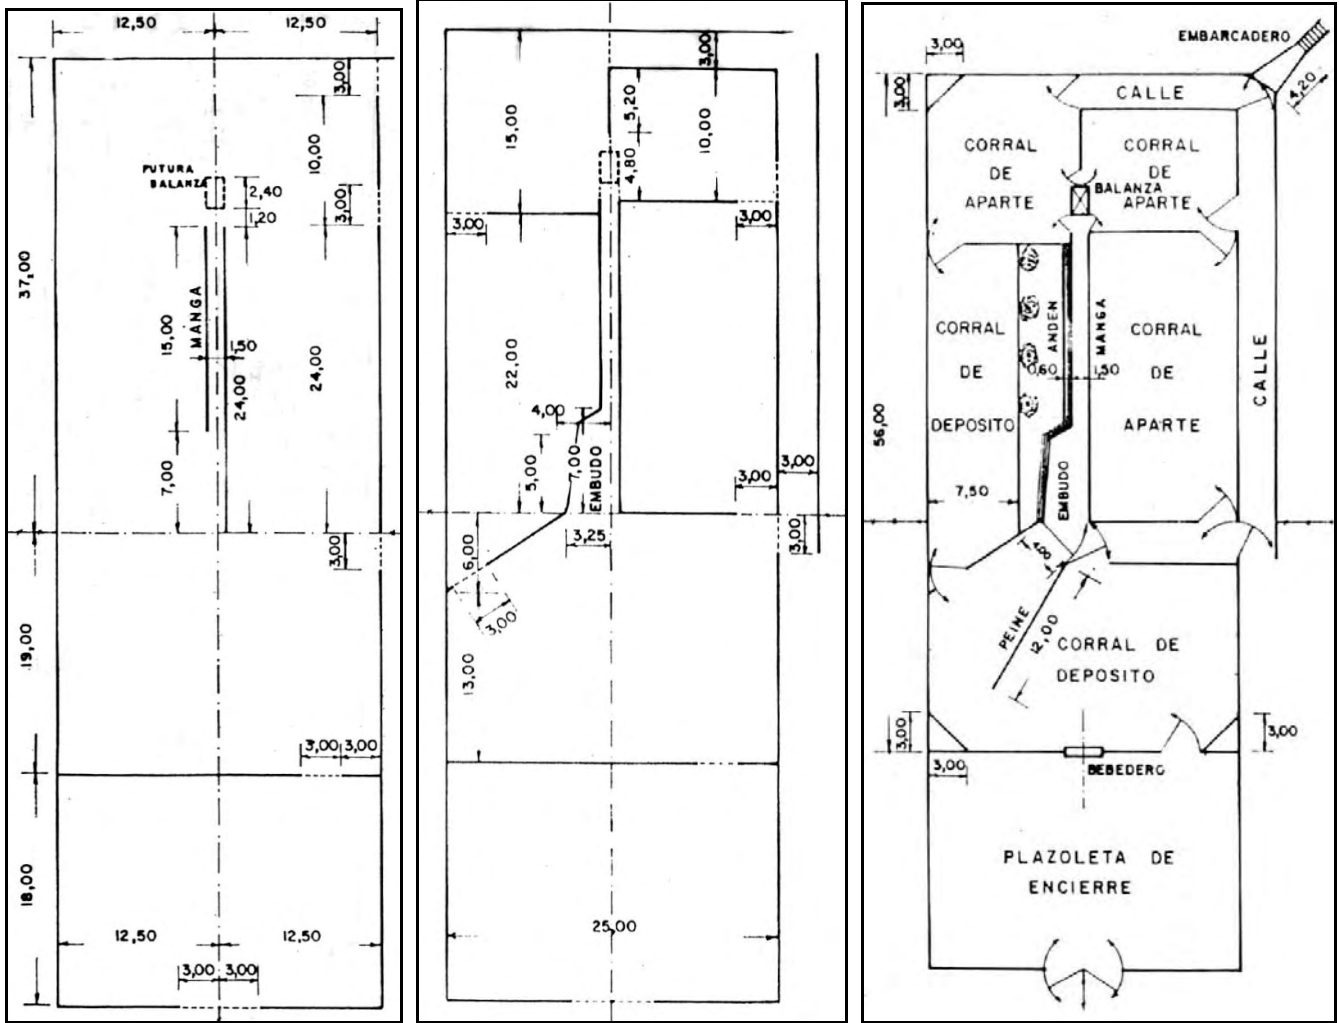 12,50
12,50
3,00
10,00
FUTURA
BALANZA
2,40
3,00
1,20
37,00
MANGA
15,00
1,50
24,00
24,00
7,00
3,00
19,00
3,00
3,00
18,00
12,50
12,50
3,00
3,00
3,00
15,00
5,20
10,00
4,80
3,00
3,00
22,00
4,00
5,00
7,00
EMBUDO
3,00
3,00
3,25
6,00
3,00
3,00
13,00
25,00
EMBARCADERO
3,00
3,00
4,20
CALLE
CORRAL
DE
APARTE
CORRAL
DE
APARTE
BALANZA
CORRAL
DE
DEPOSITO
ANDEN
MANGA
0,60
1,50
CORRAL
DE
APARTE
CALLE
56,00
7,50
EMBUDO
4,00
PEINE
12,00
CORRAL DE
DEPOSITO
3,00
3,00
3,00
BEBEDERO
PLAZOLETA DE
ENCIERRE